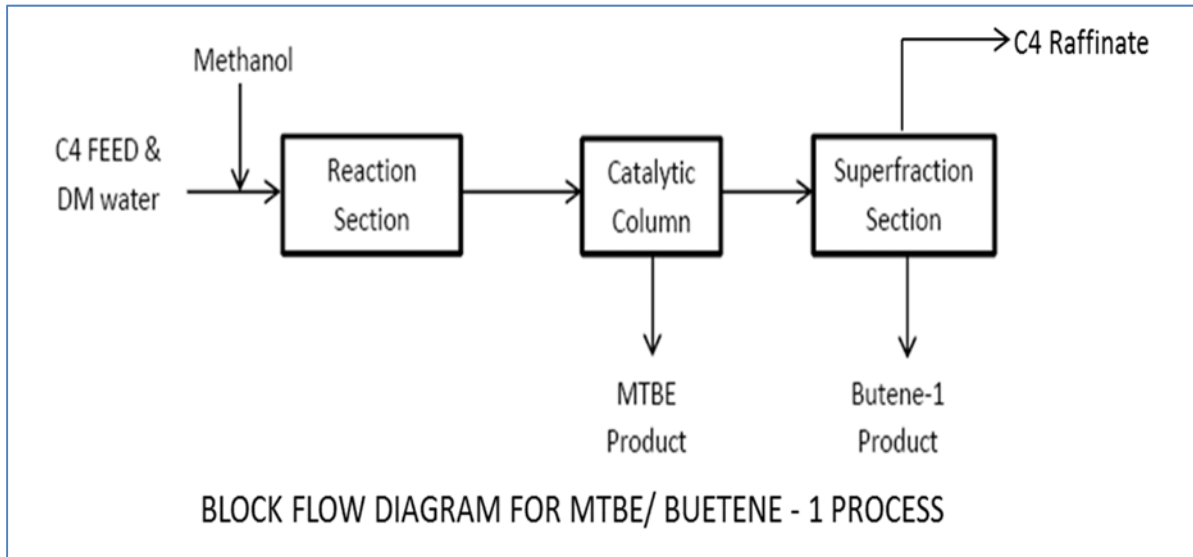 C4 Raffinate
Methanol
C4 FEED &
DM water
Reaction
Section
Catalytic
Column
Superfraction
Section
MTBE
Product
Butene-1
Product
BLOCK FLOW DIAGRAM FOR MTBE/ BUETENE - 1 PROCESS